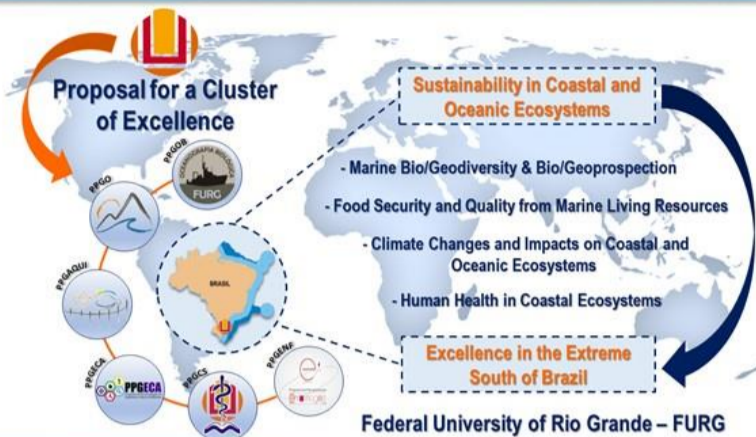 Proposal for a Cluster
of Excellence
Sustainability in Coastal and
Oceanic Ecosystems
- Marine Bio/Geodiversity & Bio/Geoprospection
- Food Security and Quality from Marine Living Resources
- Climate Changes and Impacts on Coastal and
Oceanic Ecosystems
- Human Health in Coastal Ecosystems
Excellence in the Extreme
South of Brazil
Federal University of Rio Grande – FURG
PPGOB
OCEANOGRAFIA BIOLÓGICA
FURG
PPGO
PPGAQUI
PPGECA
PPGECA
PPGCS
PPGENF
BRASIL